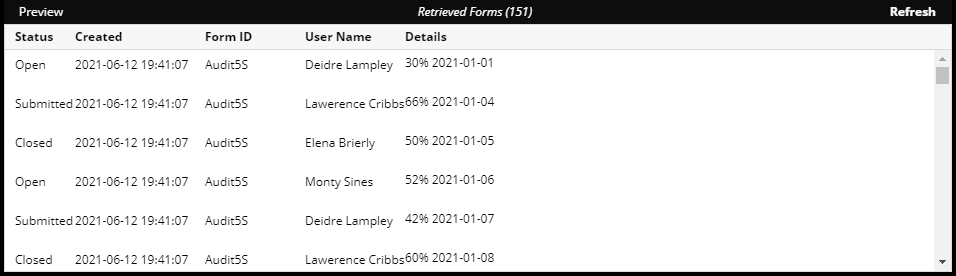 Preview Retrieved Forms (151) Refresh
Status Created Form ID User Name Details
Open 2021-06-12 19:41:07 Audit5S Deidre Lampley 30% 2021-01-01
Submitted 2021-06-12 19:41:07 Audit5S Lawerence Cribbs 66% 2021-01-04
Closed 2021-06-12 19:41:07 Audit5S Elena Brierly 50% 2021-01-05
Open 2021-06-12 19:41:07 Audit5S Monty Sines 52% 2021-01-06
Submitted 2021-06-12 19:41:07 Audit5S Deidre Lampley 42% 2021-01-07
Closed 2021-06-12 19:41:07 Audit5S Lawerence Cribbs 60% 2021-01-08